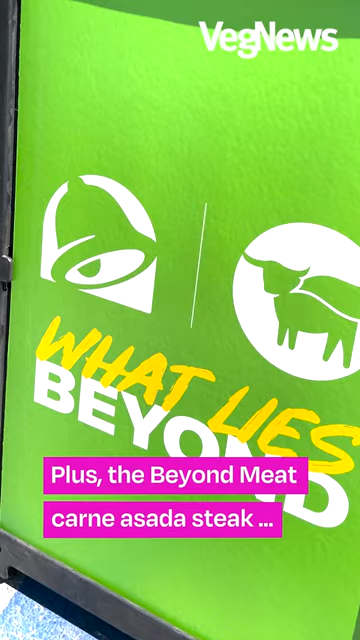 VegNews
WHAT LIES
BEYOND
Plus, the Beyond Meat
carne asada steak ...